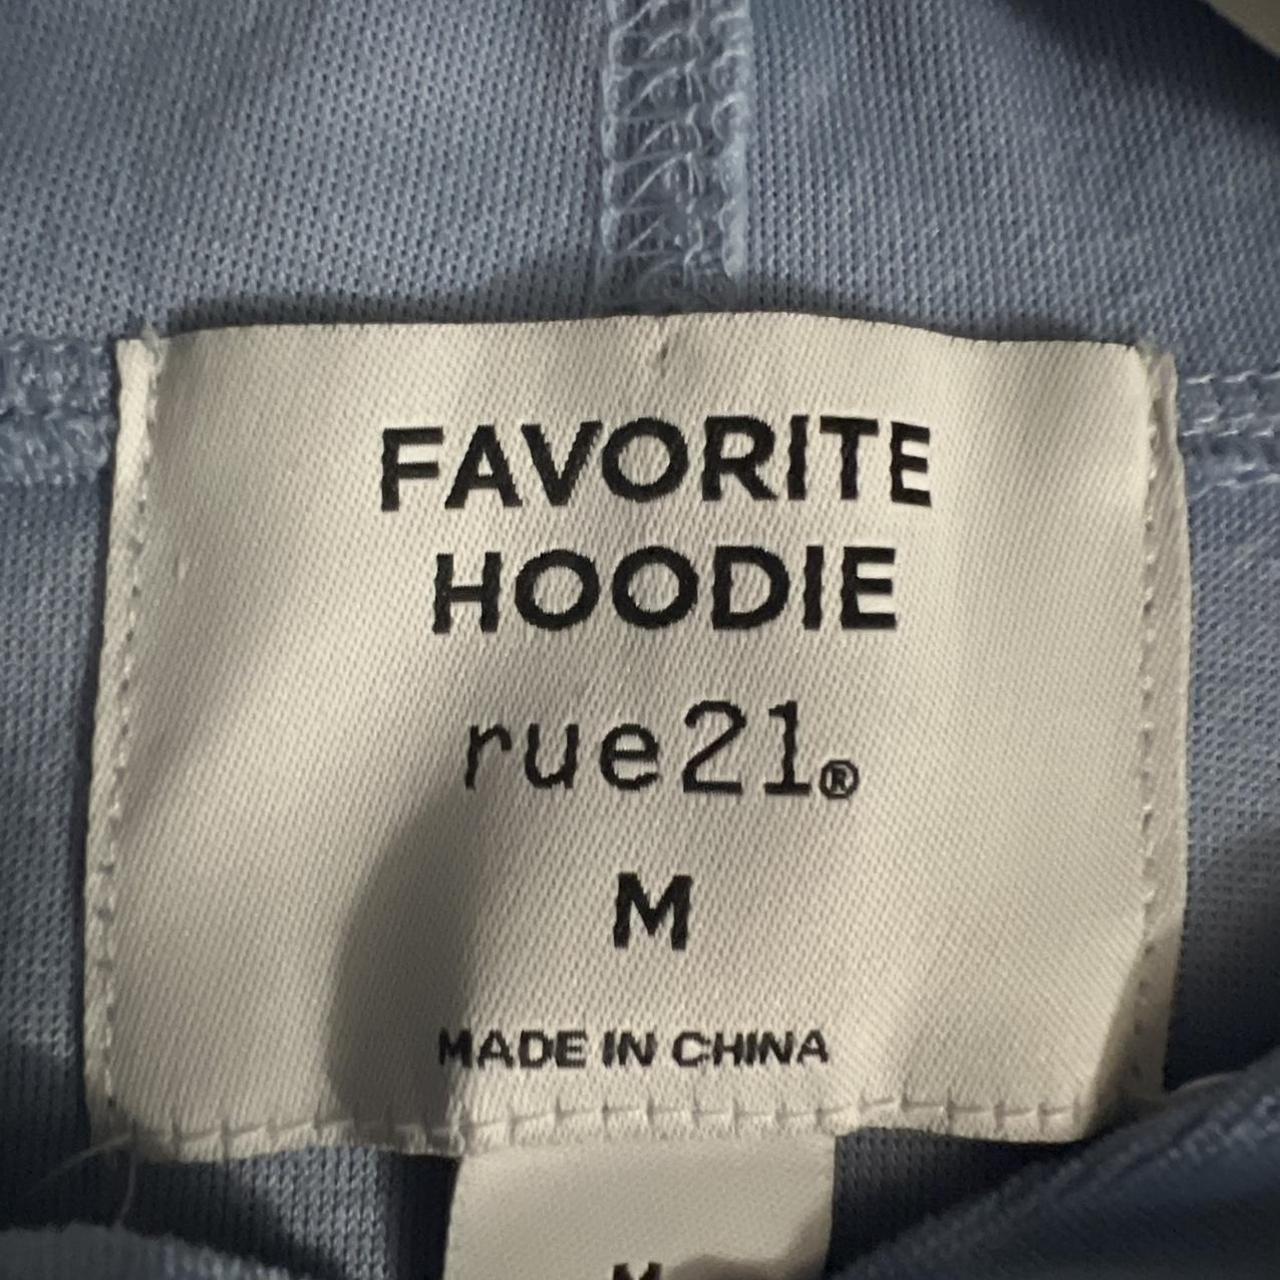 FAVORITE
HOODIE
rue21®
M
MADE IN CHINA
M